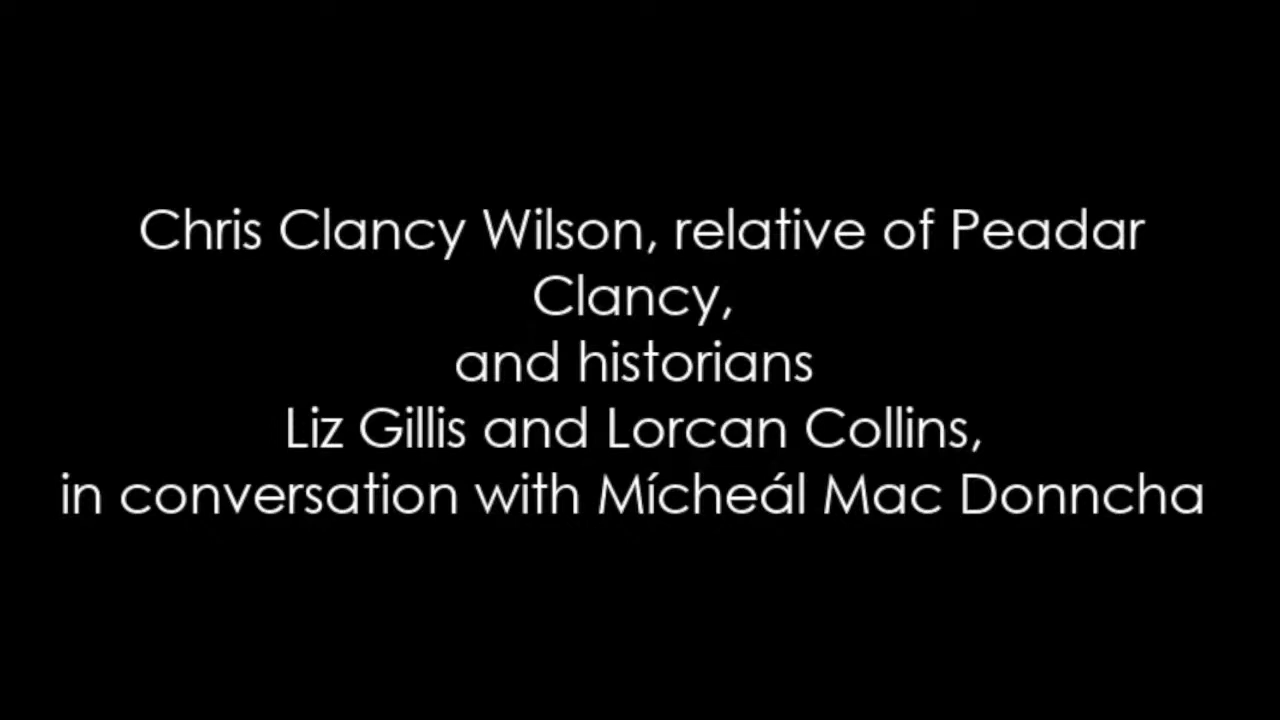 Chris Clancy Wilson, relative of Peadar
Clancy,
and historians
Liz Gillis and Lorcan Collins,
in conversation with Mícheál Mac Donncha